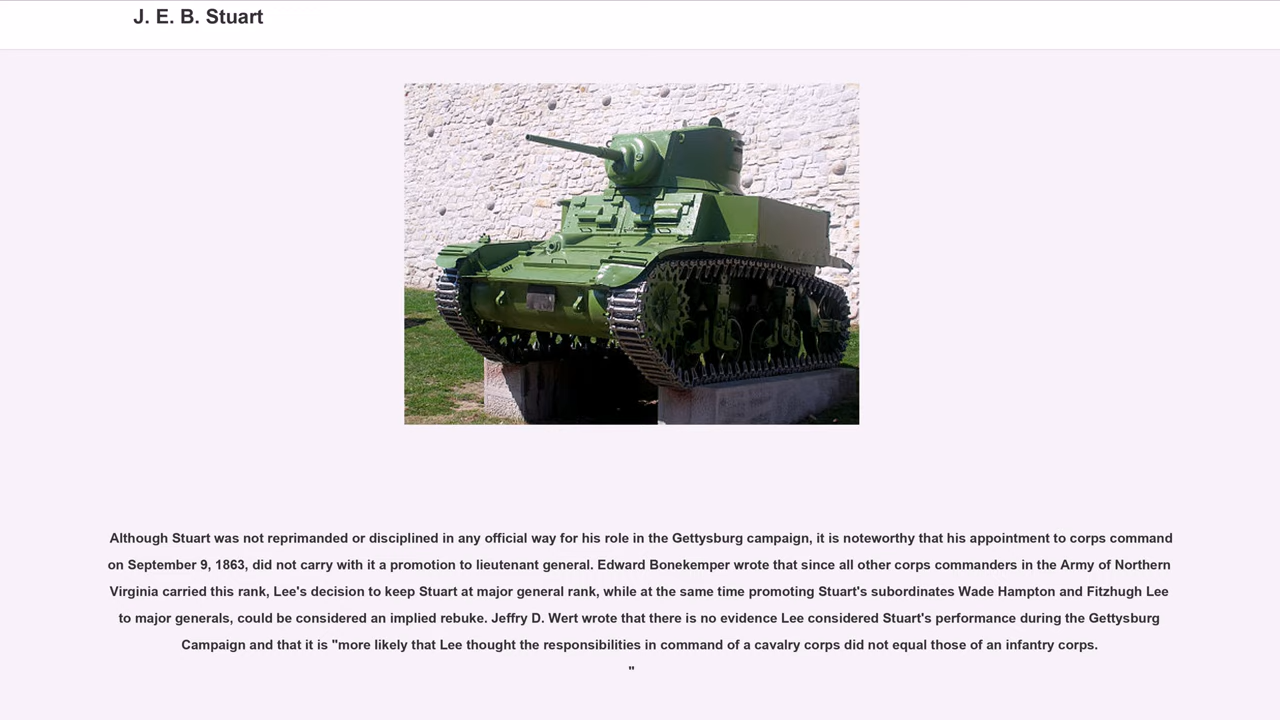 J. E. B. Stuart
Although Stuart was not reprimanded or disciplined in any official way for his role in the Gettysburg campaign, it is noteworthy that his appointment to corps command
on September 9, 1863, did not carry with it a promotion to lieutenant general. Edward Bonekemper wrote that since all other corps commanders in the Army of Northern
Virginia carried this rank, Lee's decision to keep Stuart at major general rank, while at the same time promoting Stuart's subordinates Wade Hampton and Fitzhugh Lee
to major generals, could be considered an implied rebuke. Jeffry D. Wert wrote that there is no evidence Lee considered Stuart's performance during the Gettysburg
Campaign and that it is "more likely that Lee thought the responsibilities in command of a cavalry corps did not equal those of an infantry corps.
"